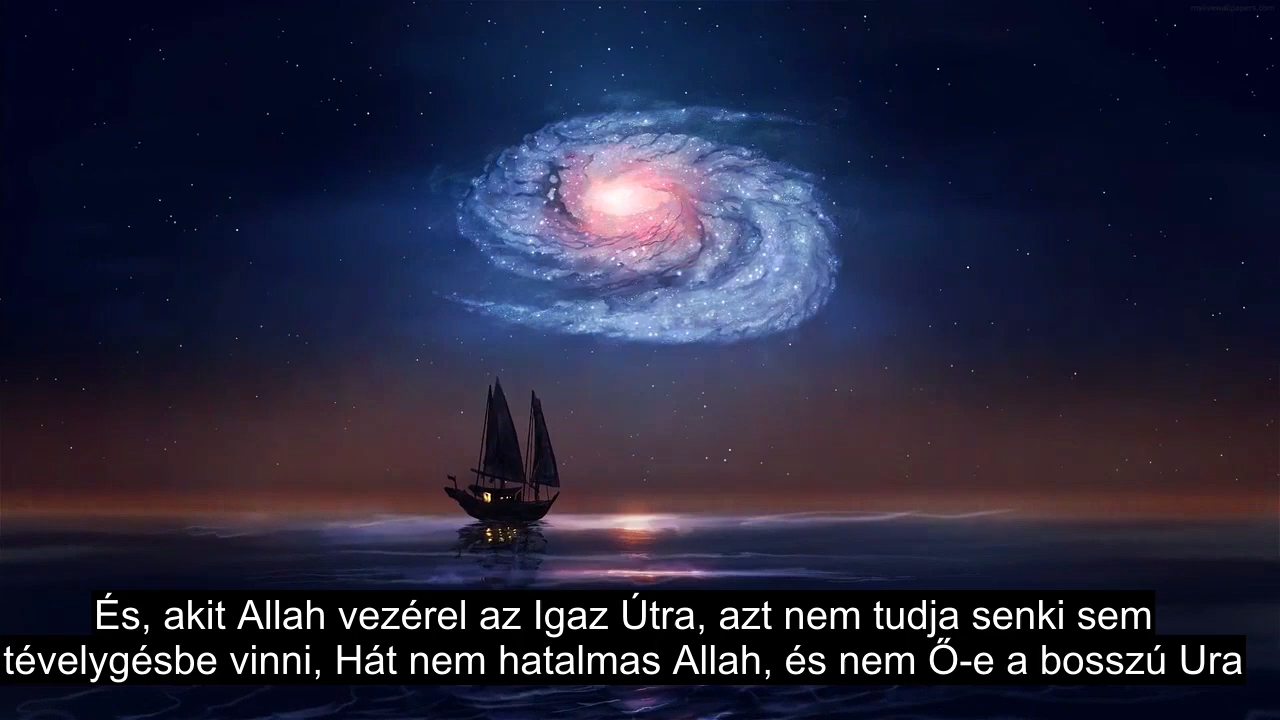 És, akit Allah vezérel az Igaz Útra, azt nem tudja senki sem
tévelygésbe vinni, Hát nem hatalmas Allah, és nem Ő-e a bosszú Ura